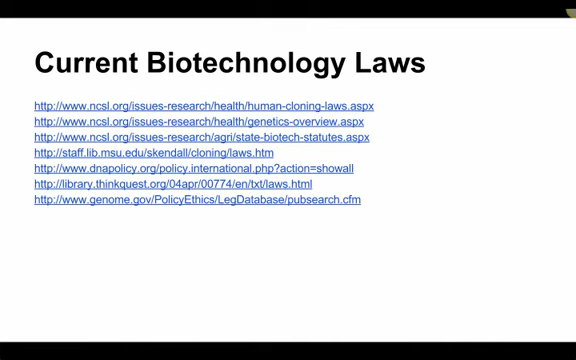 Current Biotechnology Laws
http://www.ncsl.org/issues-research/health/human-cloning-laws.aspx
http://www.ncsl.org/issues-research/health/genetics-overview.aspx
http://www.ncsl.org/issues-research/agri/state-biotech-statutes.aspx
http://staff.lib.msu.edu/skendall/cloning/laws.htm
http://www.dnapolicy.org/policy.international.php?action=showall
http://library.thinkquest.org/04apr/00774/en/txt/laws.html
http://www.genome.gov/PolicyEthics/LegDatabase/pubsearch.cfm